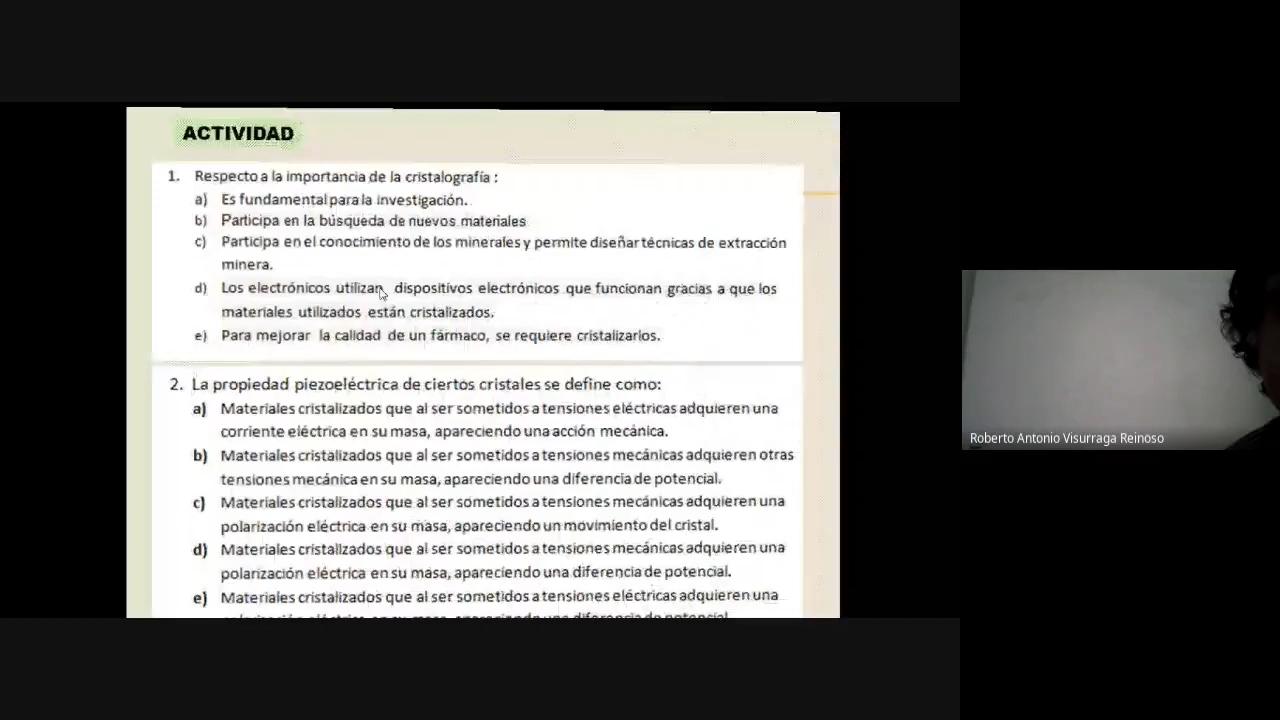 ACTIVIDAD
1. Respecto a la importancia de la cristalografía :
a) Es fundamental para la investigación.
b) Participa en la búsqueda de nuevos materiales
c) Participa en el conocimiento de los minerales y permite diseñar técnicas de extracción
minera.
d) Los electrónicos utilizan dispositivos electrónicos que funcionan gracias a que los
materiales utilizados están cristalizados.
e) Para mejorar la calidad de un fármaco, se requiere cristalizarlos.
2. La propiedad piezoeléctrica de ciertos cristales se define como:
a) Materiales cristalizados que al ser sometidos a tensiones eléctricas adquieren una
corriente eléctrica en su masa, apareciendo una acción mecánica.
b) Materiales cristalizados que al ser sometidos a tensiones mecánicas adquieren otras
tensiones mecánica en su masa, apareciendo una diferencia de potencial.
c) Materiales cristalizados que al ser sometidos a tensiones mecánicas adquieren una
polarización eléctrica en su masa, apareciendo un movimiento del cristal.
d) Materiales cristalizados que al ser sometidos a tensiones mecánicas adquieren una
polarización eléctrica en su masa, apareciendo una diferencia de potencial.
e) Materiales cristalizados que al ser sometidos a tensiones eléctricas adquieren una
Roberto Antonio Visurraga Reinoso